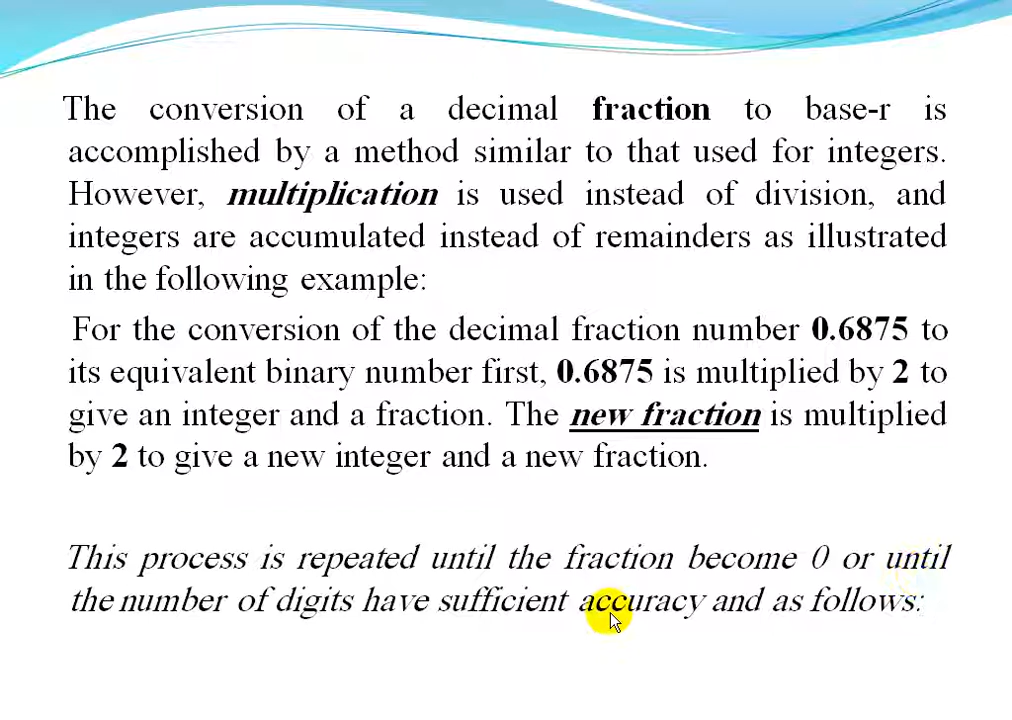 The conversion of a decimal fraction to base-r is
accomplished by a method similar to that used for integers.
However, multiplication is used instead of division, and
integers are accumulated instead of remainders as illustrated
in the following example:
For the conversion of the decimal fraction number 0.6875 to
its equivalent binary number first, 0.6875 is multiplied by 2 to
give an integer and a fraction. The new fraction is multiplied
by 2 to give a new integer and a new fraction.
This process is repeated until the fraction become 0 or until
the number of digits have sufficient accuracy and as follows: